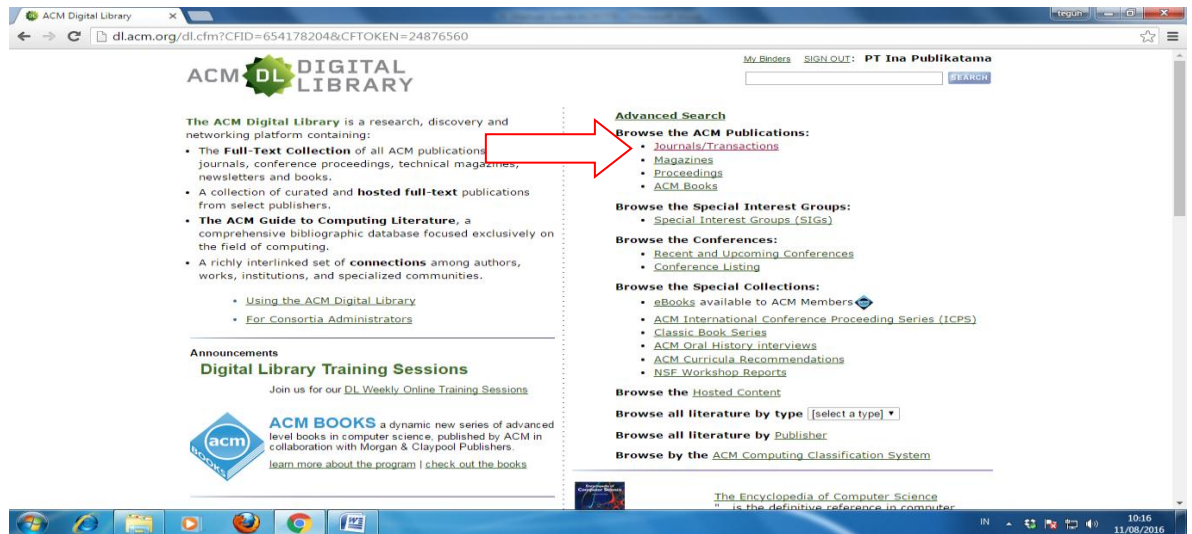 ACM Digital Library
teguh
dl.acm.org/dl.cfm?CFID=654178204&CFTOKEN=24876560
ACM DL DIGITAL
LIBRARY
My Binders SIGN OUT: PT Ina Publikatama
SEARCH
The ACM Digital Library is a research, discovery and
networking platform containing:
• The Full-Text Collection of all ACM publications
journals, conference proceedings, technical magazines,
newsletters and books.
• A collection of curated and hosted full-text publications
from select publishers.
• The ACM Guide to Computing Literature, a
comprehensive bibliographic database focused exclusively on
the field of computing.
• A richly interlinked set of connections among authors,
works, institutions, and specialized communities.
• Using the ACM Digital Library
• For Consortia Administrators
Announcements
Digital Library Training Sessions
Join us for our DL Weekly Online Training Sessions
acm
BOOKS
ACM BOOKS a dynamic new series of advanced
level books in computer science, published by ACM in
collaboration with Morgan & Claypool Publishers.
learn more about the program | check out the books
Advanced Search
Browse the ACM Publications:
• Journals/Transactions
• Magazines
• Proceedings
• ACM Books
Browse the Special Interest Groups:
• Special Interest Groups (SIGs)
Browse the Conferences:
• Recent and Upcoming Conferences
• Conference Listing
Browse the Special Collections:
• eBooks available to ACM Members
• ACM International Conference Proceeding Series (ICPS)
• Classic Book Series
• ACM Oral History interviews
• ACM Curricula Recommendations
• NSF Workshop Reports
Browse the Hosted Content
Browse all literature by type [select a type]
Browse all literature by Publisher
Browse by the ACM Computing Classification System
The Encyclopedia of Computer Science
" is the definitive reference in computer
IN
10:16
11/08/2016